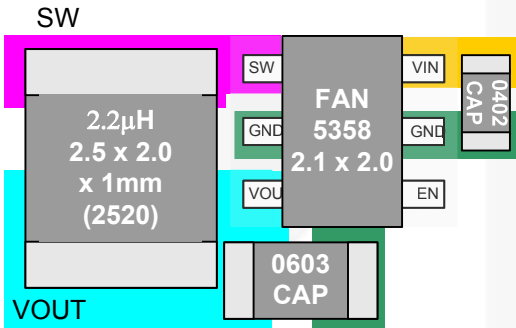 SW
SW
VIN
FAN
5358
2.1 x 2.0
GND
GND
VOU
EN
0402
CAP
2.2μH
2.5 x 2.0
x 1mm
(2520)
0603
CAP
VOUT